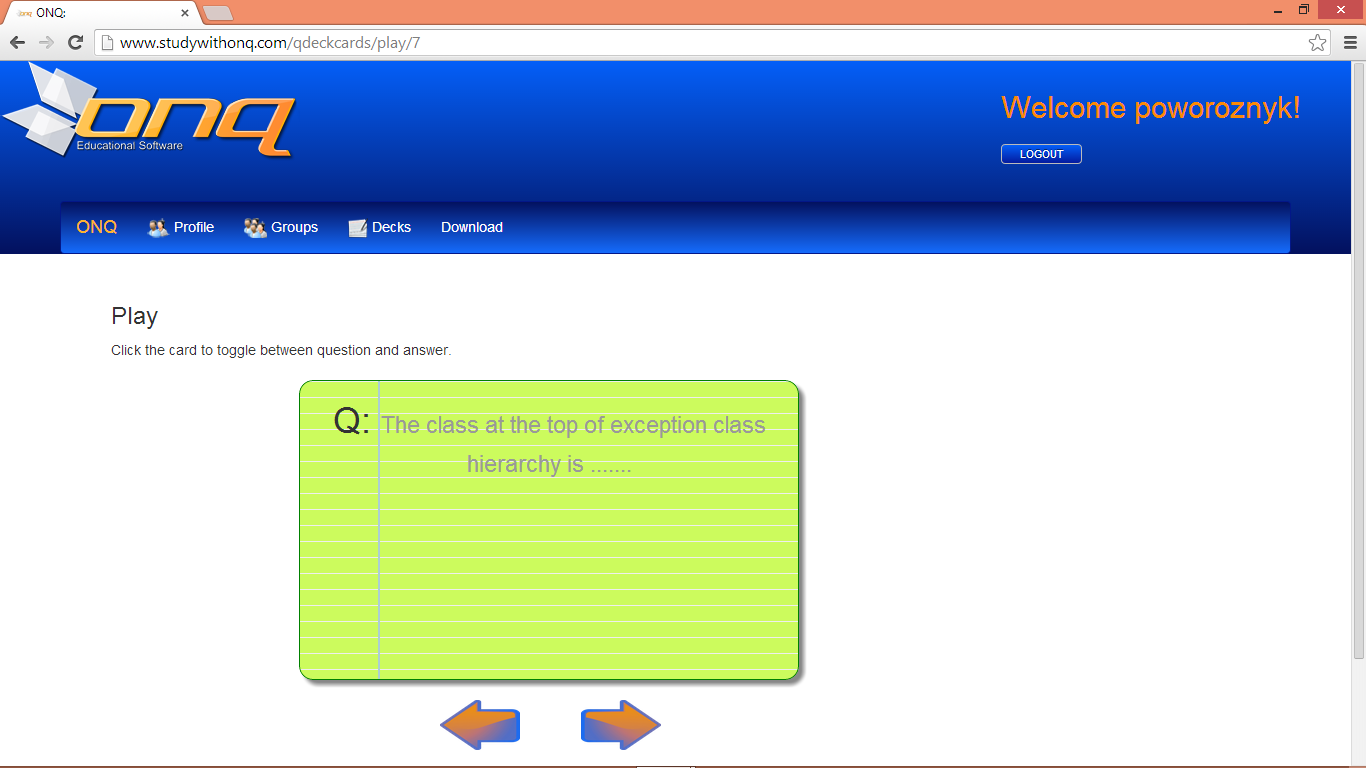 ONQ:
www.studywithonq.com/qdeckcards/play/7
onq
Educational Software
Welcome poworoznyk!
LOGOUT
ONQ Profile Groups Decks Download
Play
Click the card to toggle between question and answer.
Q: The class at the top of exception class
hierarchy is .......